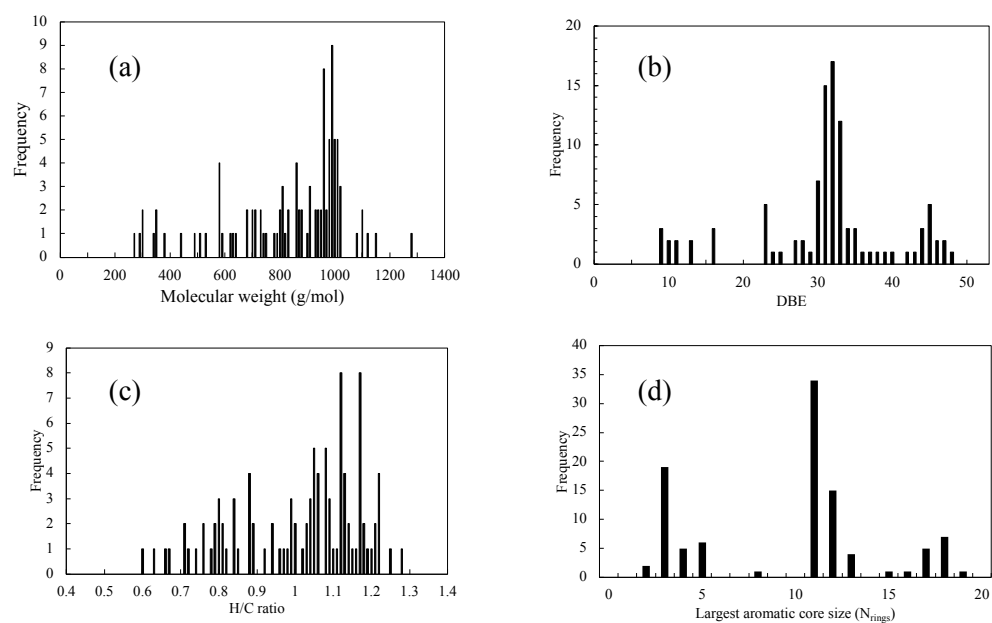 (a)
10
9
8
7
6
5
4
3
2
1
0
Frequency
0 200 400 600 800 1000 1200 1400
Molecular weight (g/mol)
(b)
20
15
10
5
0
Frequency
0 10 20 30 40 50
DBE
(c)
9
8
7
6
5
4
3
2
1
0
Frequency
0.4 0.5 0.6 0.7 0.8 0.9 1 1.1 1.2 1.3 1.4
H/C ratio
(d)
40
35
30
25
20
15
10
5
0
Frequency
0 5 10 15 20
Largest aromatic core size (Nrings)